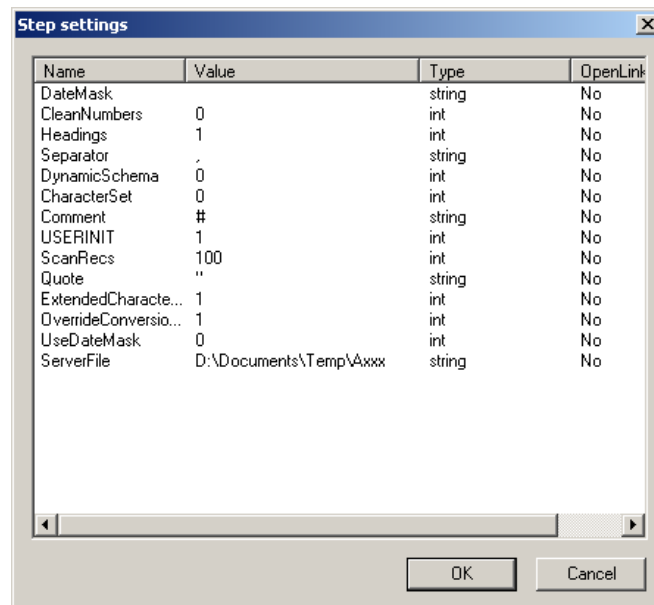 Step settings
Name Value Type OpenLink
DateMask string No
CleanNumbers 0 int No
Headings 1 int No
Separator , string No
DynamicSchema 0 int No
CharacterSet 0 int No
Comment # string No
USERINIT 1 int No
ScanRecs 100 int No
Quote " string No
ExtendedCharacte... 1 int No
OverrideConversio... 1 int No
UseDateMask 0 int No
ServerFile D:\Documents\Temp\Axxx string No
OK Cancel